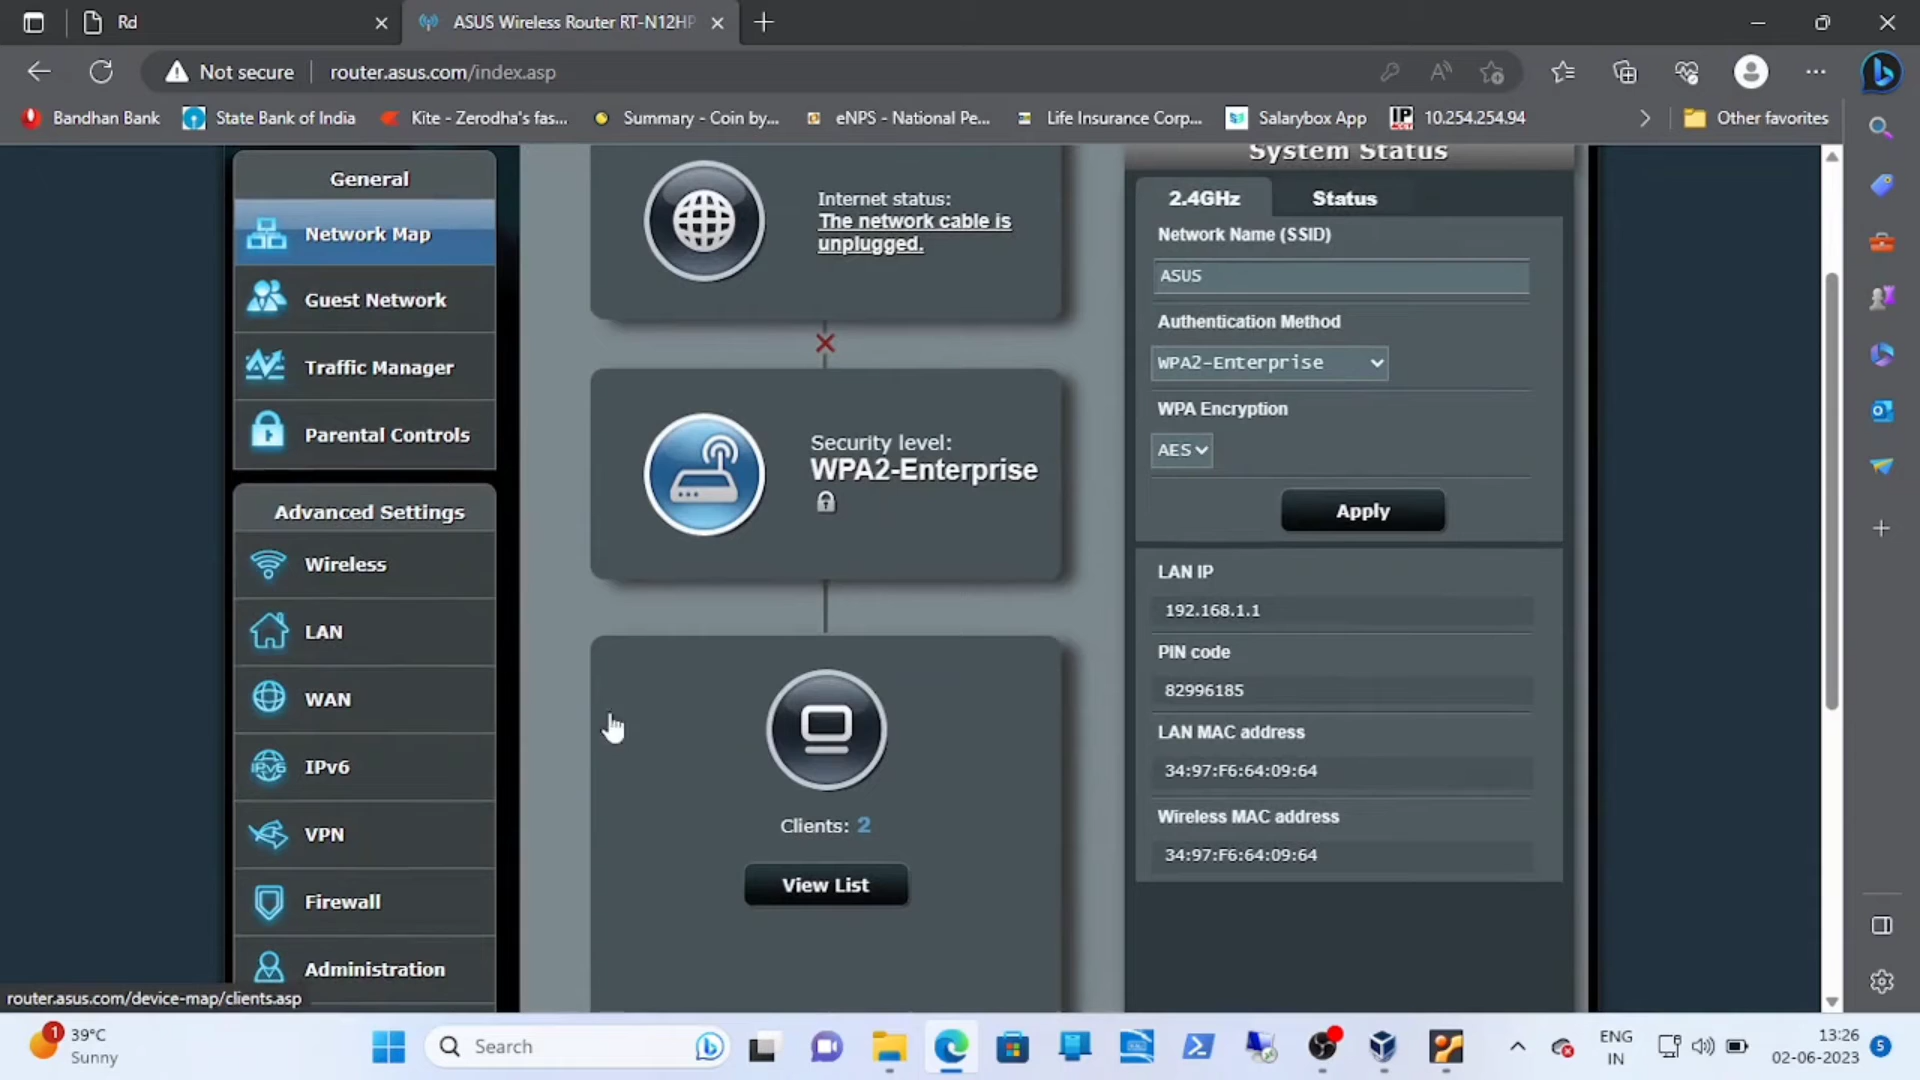 Rd
ASUS Wireless Router RT-N12HP
Not secure
router.asus.com/index.asp
Bandhan Bank
State Bank of India
Kite - Zerodha's fas...
Summary - Coin by...
eNPS - National Pe...
Life Insurance Corp...
Salarybox App
10.254.254.94
Other favorites
General
Network Map
Guest Network
Traffic Manager
Parental Controls
Advanced Settings
Wireless
LAN
WAN
IPv6
VPN
Firewall
Administration
Internet status:
The network cable is
unplugged.
Security level:
WPA2-Enterprise
Clients: 2
View List
System Status
2.4GHz
Status
Network Name (SSID)
ASUS
Authentication Method
WPA2-Enterprise
WPA Encryption
AES
Apply
LAN IP
192.168.1.1
PIN code
82996185
LAN MAC address
34:97:F6:64:09:64
Wireless MAC address
34:97:F6:64:09:64
router.asus.com/device-map/clients.asp
1
39°C
Sunny
Search
ENG
IN
13:26
02-06-2023
5